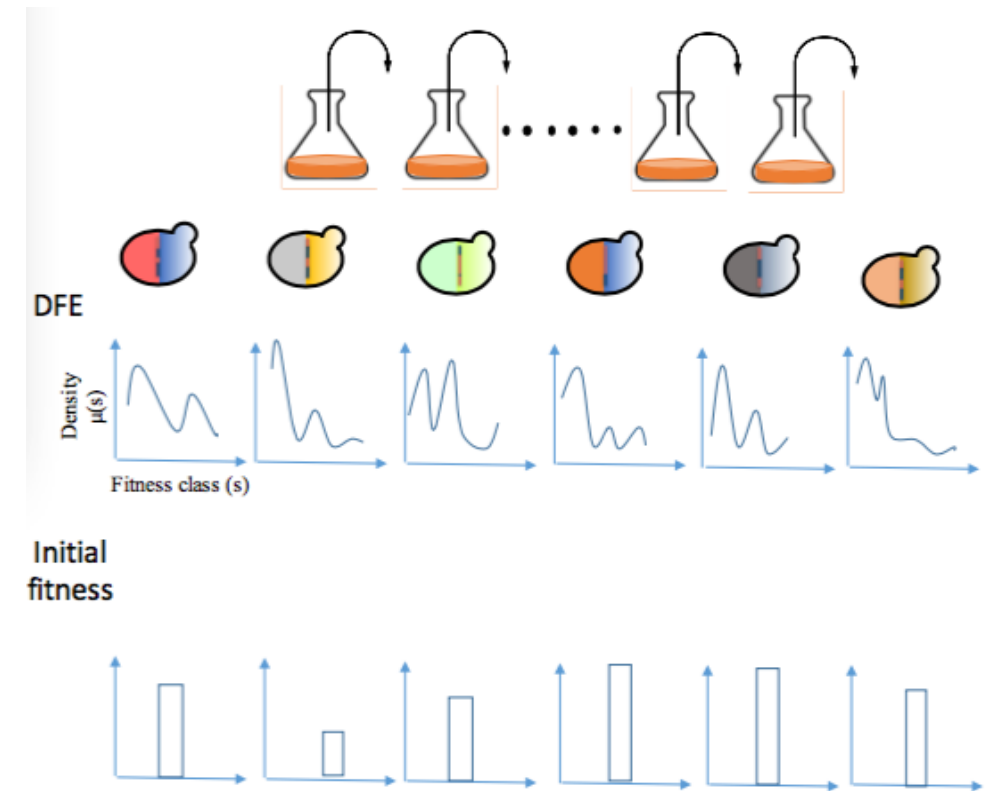 DFE
Density
μ(s)
Fitness class (s)
Initial
fitness